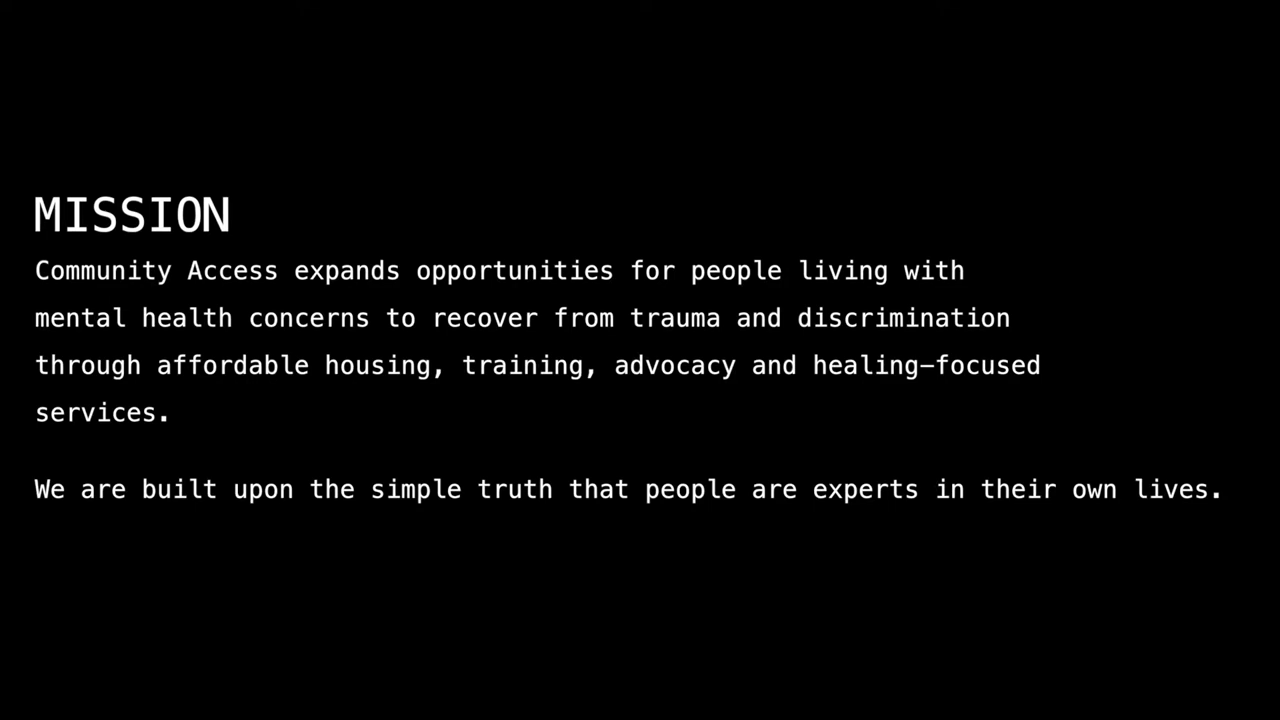 MISSION
Community Access expands opportunities for people living with
mental health concerns to recover from trauma and discrimination
through affordable housing, training, advocacy and healing-focused
services.
We are built upon the simple truth that people are experts in their own lives.